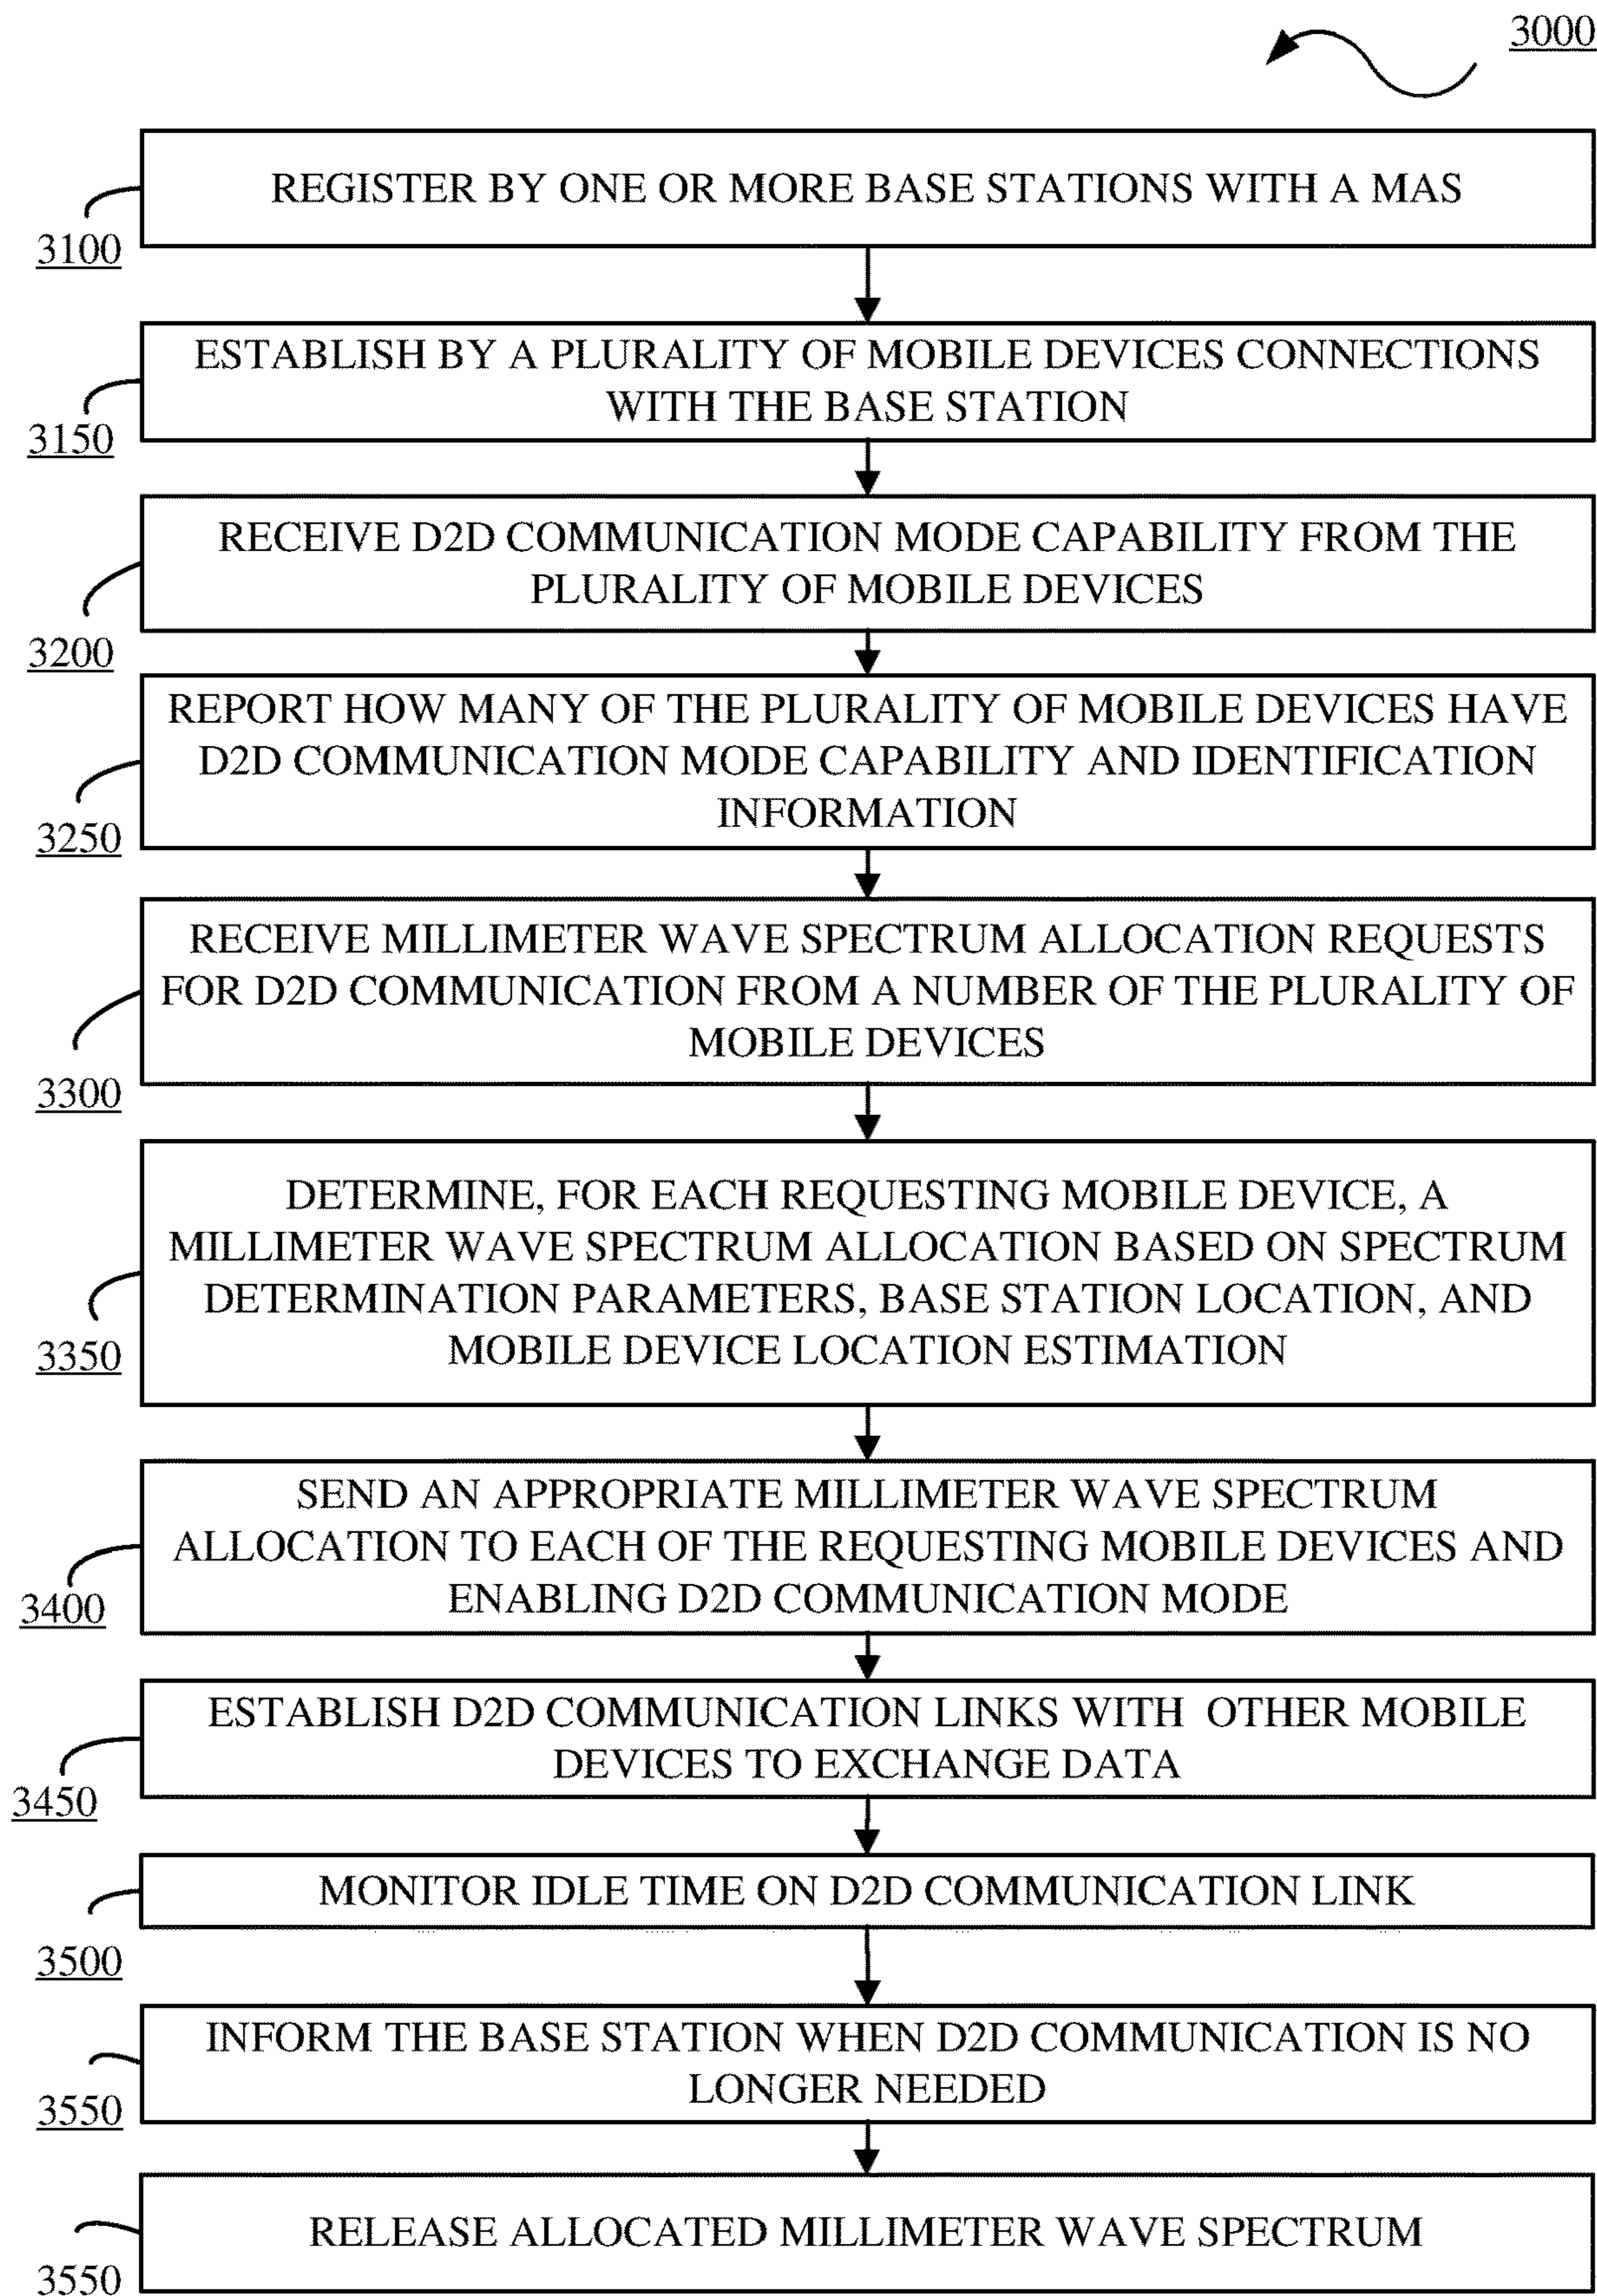 3000
REGISTER BY ONE OR MORE BASE STATIONS WITH A MAS
3100
ESTABLISH BY A PLURALITY OF MOBILE DEVICES CONNECTIONS
WITH THE BASE STATION
3150
RECEIVE D2D COMMUNICATION MODE CAPABILITY FROM THE
PLURALITY OF MOBILE DEVICES
3200
REPORT HOW MANY OF THE PLURALITY OF MOBILE DEVICES HAVE
D2D COMMUNICATION MODE CAPABILITY AND IDENTIFICATION
INFORMATION
3250
RECEIVE MILLIMETER WAVE SPECTRUM ALLOCATION REQUESTS
FOR D2D COMMUNICATION FROM A NUMBER OF THE PLURALITY OF
MOBILE DEVICES
3300
DETERMINE, FOR EACH REQUESTING MOBILE DEVICE, A
MILLIMETER WAVE SPECTRUM ALLOCATION BASED ON SPECTRUM
DETERMINATION PARAMETERS, BASE STATION LOCATION, AND
MOBILE DEVICE LOCATION ESTIMATION
3350
SEND AN APPROPRIATE MILLIMETER WAVE SPECTRUM
ALLOCATION TO EACH OF THE REQUESTING MOBILE DEVICES AND
ENABLING D2D COMMUNICATION MODE
3400
ESTABLISH D2D COMMUNICATION LINKS WITH OTHER MOBILE
DEVICES TO EXCHANGE DATA
3450
MONITOR IDLE TIME ON D2D COMMUNICATION LINK
3500
INFORM THE BASE STATION WHEN D2D COMMUNICATION IS NO
LONGER NEEDED
3550
RELEASE ALLOCATED MILLIMETER WAVE SPECTRUM
3550